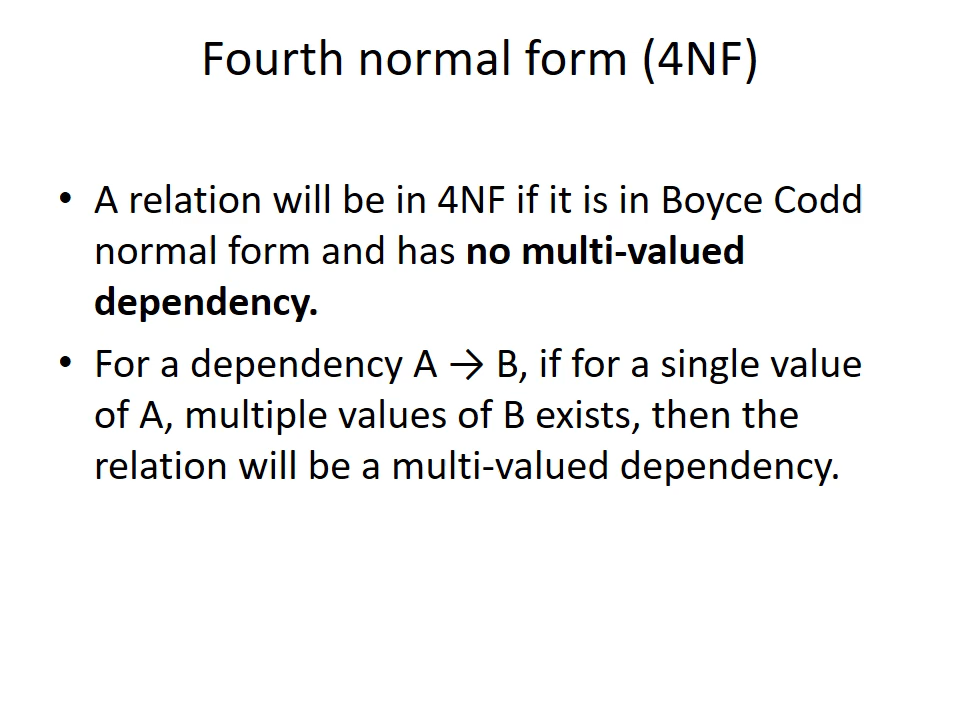 Fourth normal form (4NF)
• A relation will be in 4NF if it is in Boyce Codd
normal form and has no multi-valued
dependency.
• For a dependency A → B, if for a single value
of A, multiple values of B exists, then the
relation will be a multi-valued dependency.